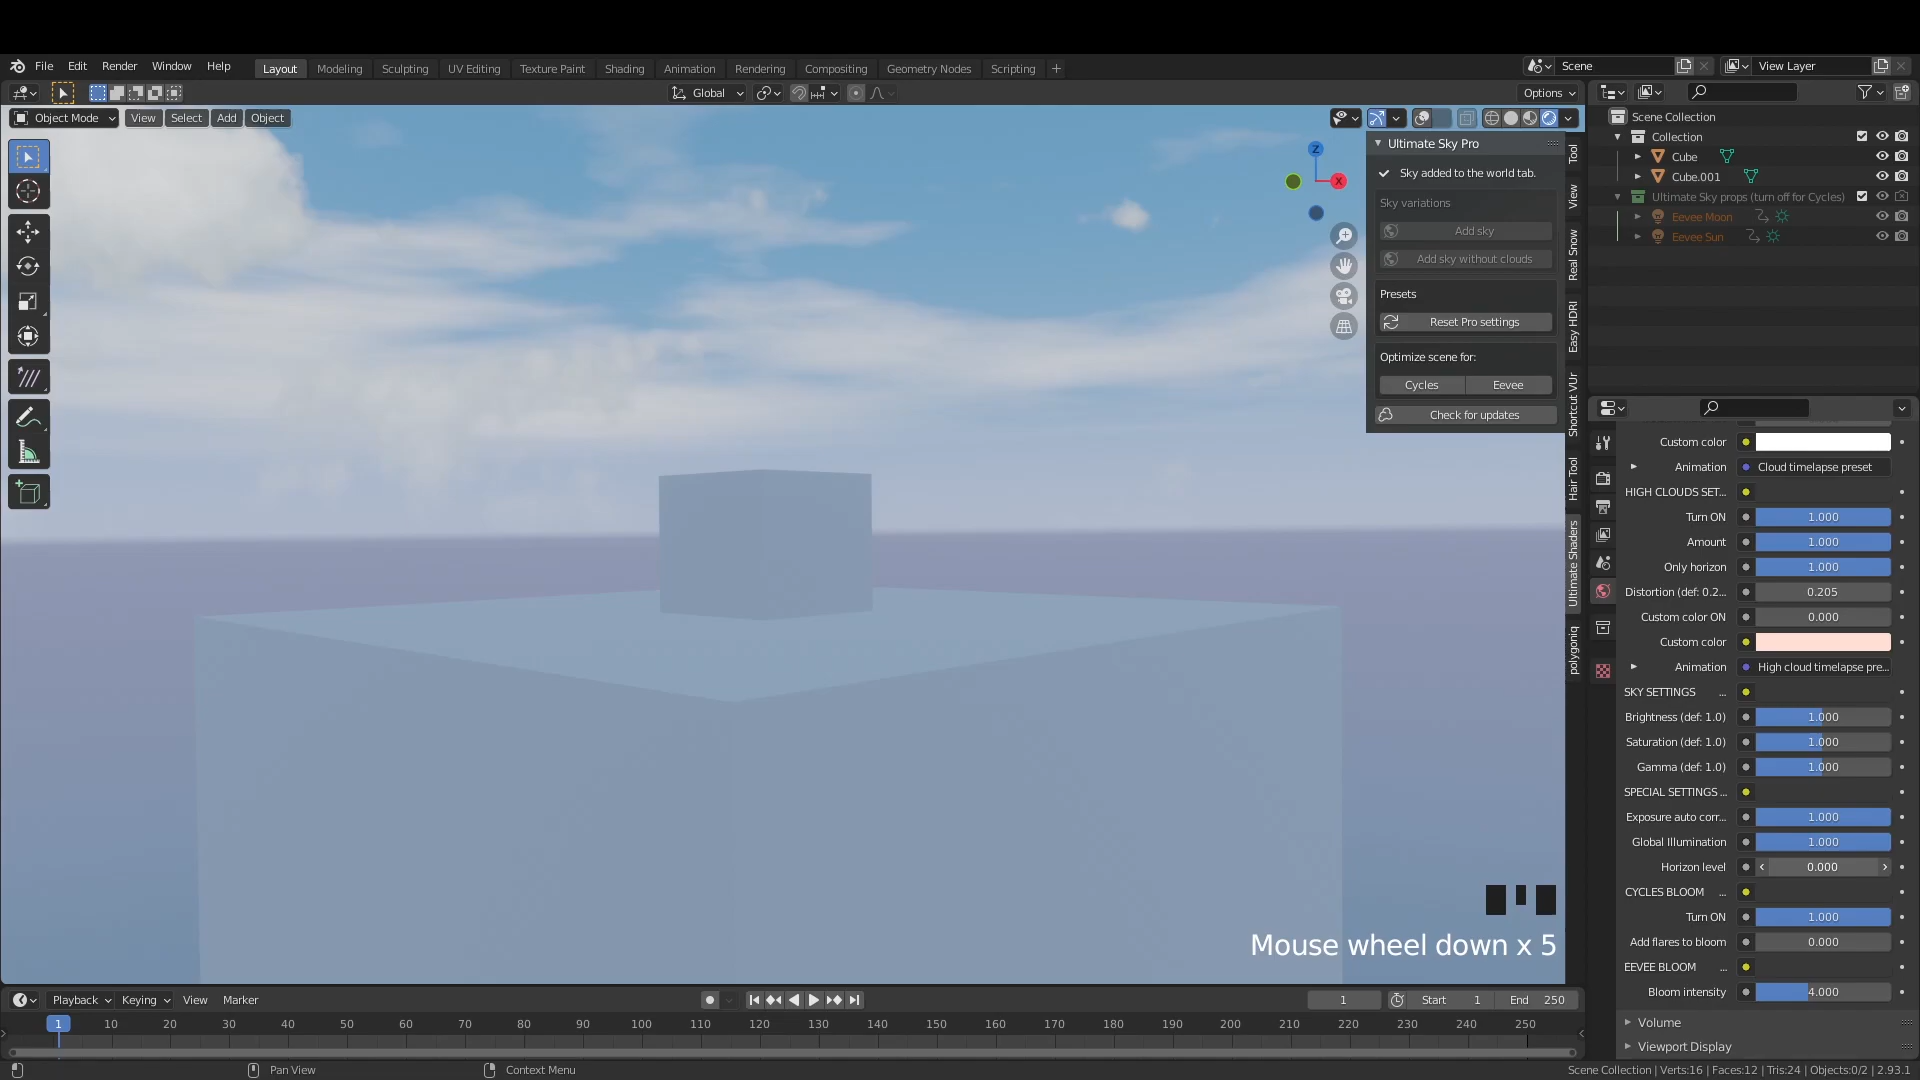 File Edit Render Window Help
Layout Modeling Sculpting UV Editing Texture Paint Shading Animation Rendering Compositing Geometry Nodes Scripting +
Scene
View Layer
Global
Options
Object Mode View Select Add Object
Z
X
Ultimate Sky Pro
Sky added to the world tab.
Sky variations
Add sky
Add sky without clouds
Presets
Reset Pro settings
Optimize scene for:
Cycles Eevee
Check for updates
Tool
View
Real Snow
Easy HDRI
Shortcut VUr
Hair Tool
Ultimate Shaders
polygoniq
Scene Collection
Collection
Cube
Cube.001
Ultimate Sky props (turn off for Cycles)
Eevee Moon
Eevee Sun
Custom color
Animation Cloud timelapse preset
HIGH CLOUDS SET...
Turn ON 1.000
Amount 1.000
Only horizon 1.000
Distortion (def: 0.2... 0.205
Custom color ON 0.000
Custom color
Animation High cloud timelapse pre...
SKY SETTINGS ...
Brightness (def: 1.0) 1.000
Saturation (def: 1.0) 1.000
Gamma (def: 1.0) 1.000
SPECIAL SETTINGS ...
Exposure auto corr... 1.000
Global Illumination 1.000
Horizon level 0.000
CYCLES BLOOM ...
Turn ON 1.000
Add flares to bloom 0.000
EEVEE BLOOM ...
Bloom intensity 4.000
Volume
Viewport Display
Mouse wheel down x 5
Playback Keying View Marker
1
Start 1 End 250
1 10 20 30 40 50 60 70 80 90 100 110 120 130 140 150 160 170 180 190 200 210 220 230 240 250
Pan View
Context Menu
Scene Collection | Verts:16 | Faces:12 | Tris:24 | Objects:0/2 | 2.93.1